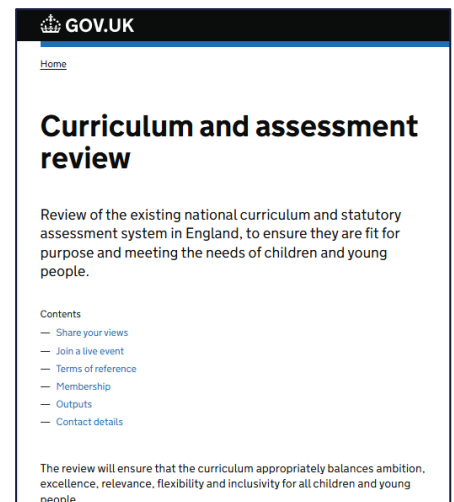 GOV.UK
Home
Curriculum and assessment
review
Review of the existing national curriculum and statutory
assessment system in England, to ensure they are fit for
purpose and meeting the needs of children and young
people.
Contents
— Share your views
— Join a live event
— Terms of reference
— Membership
— Outputs
— Contact details
The review will ensure that the curriculum appropriately balances ambition,
excellence, relevance, flexibility and inclusivity for all children and young
people